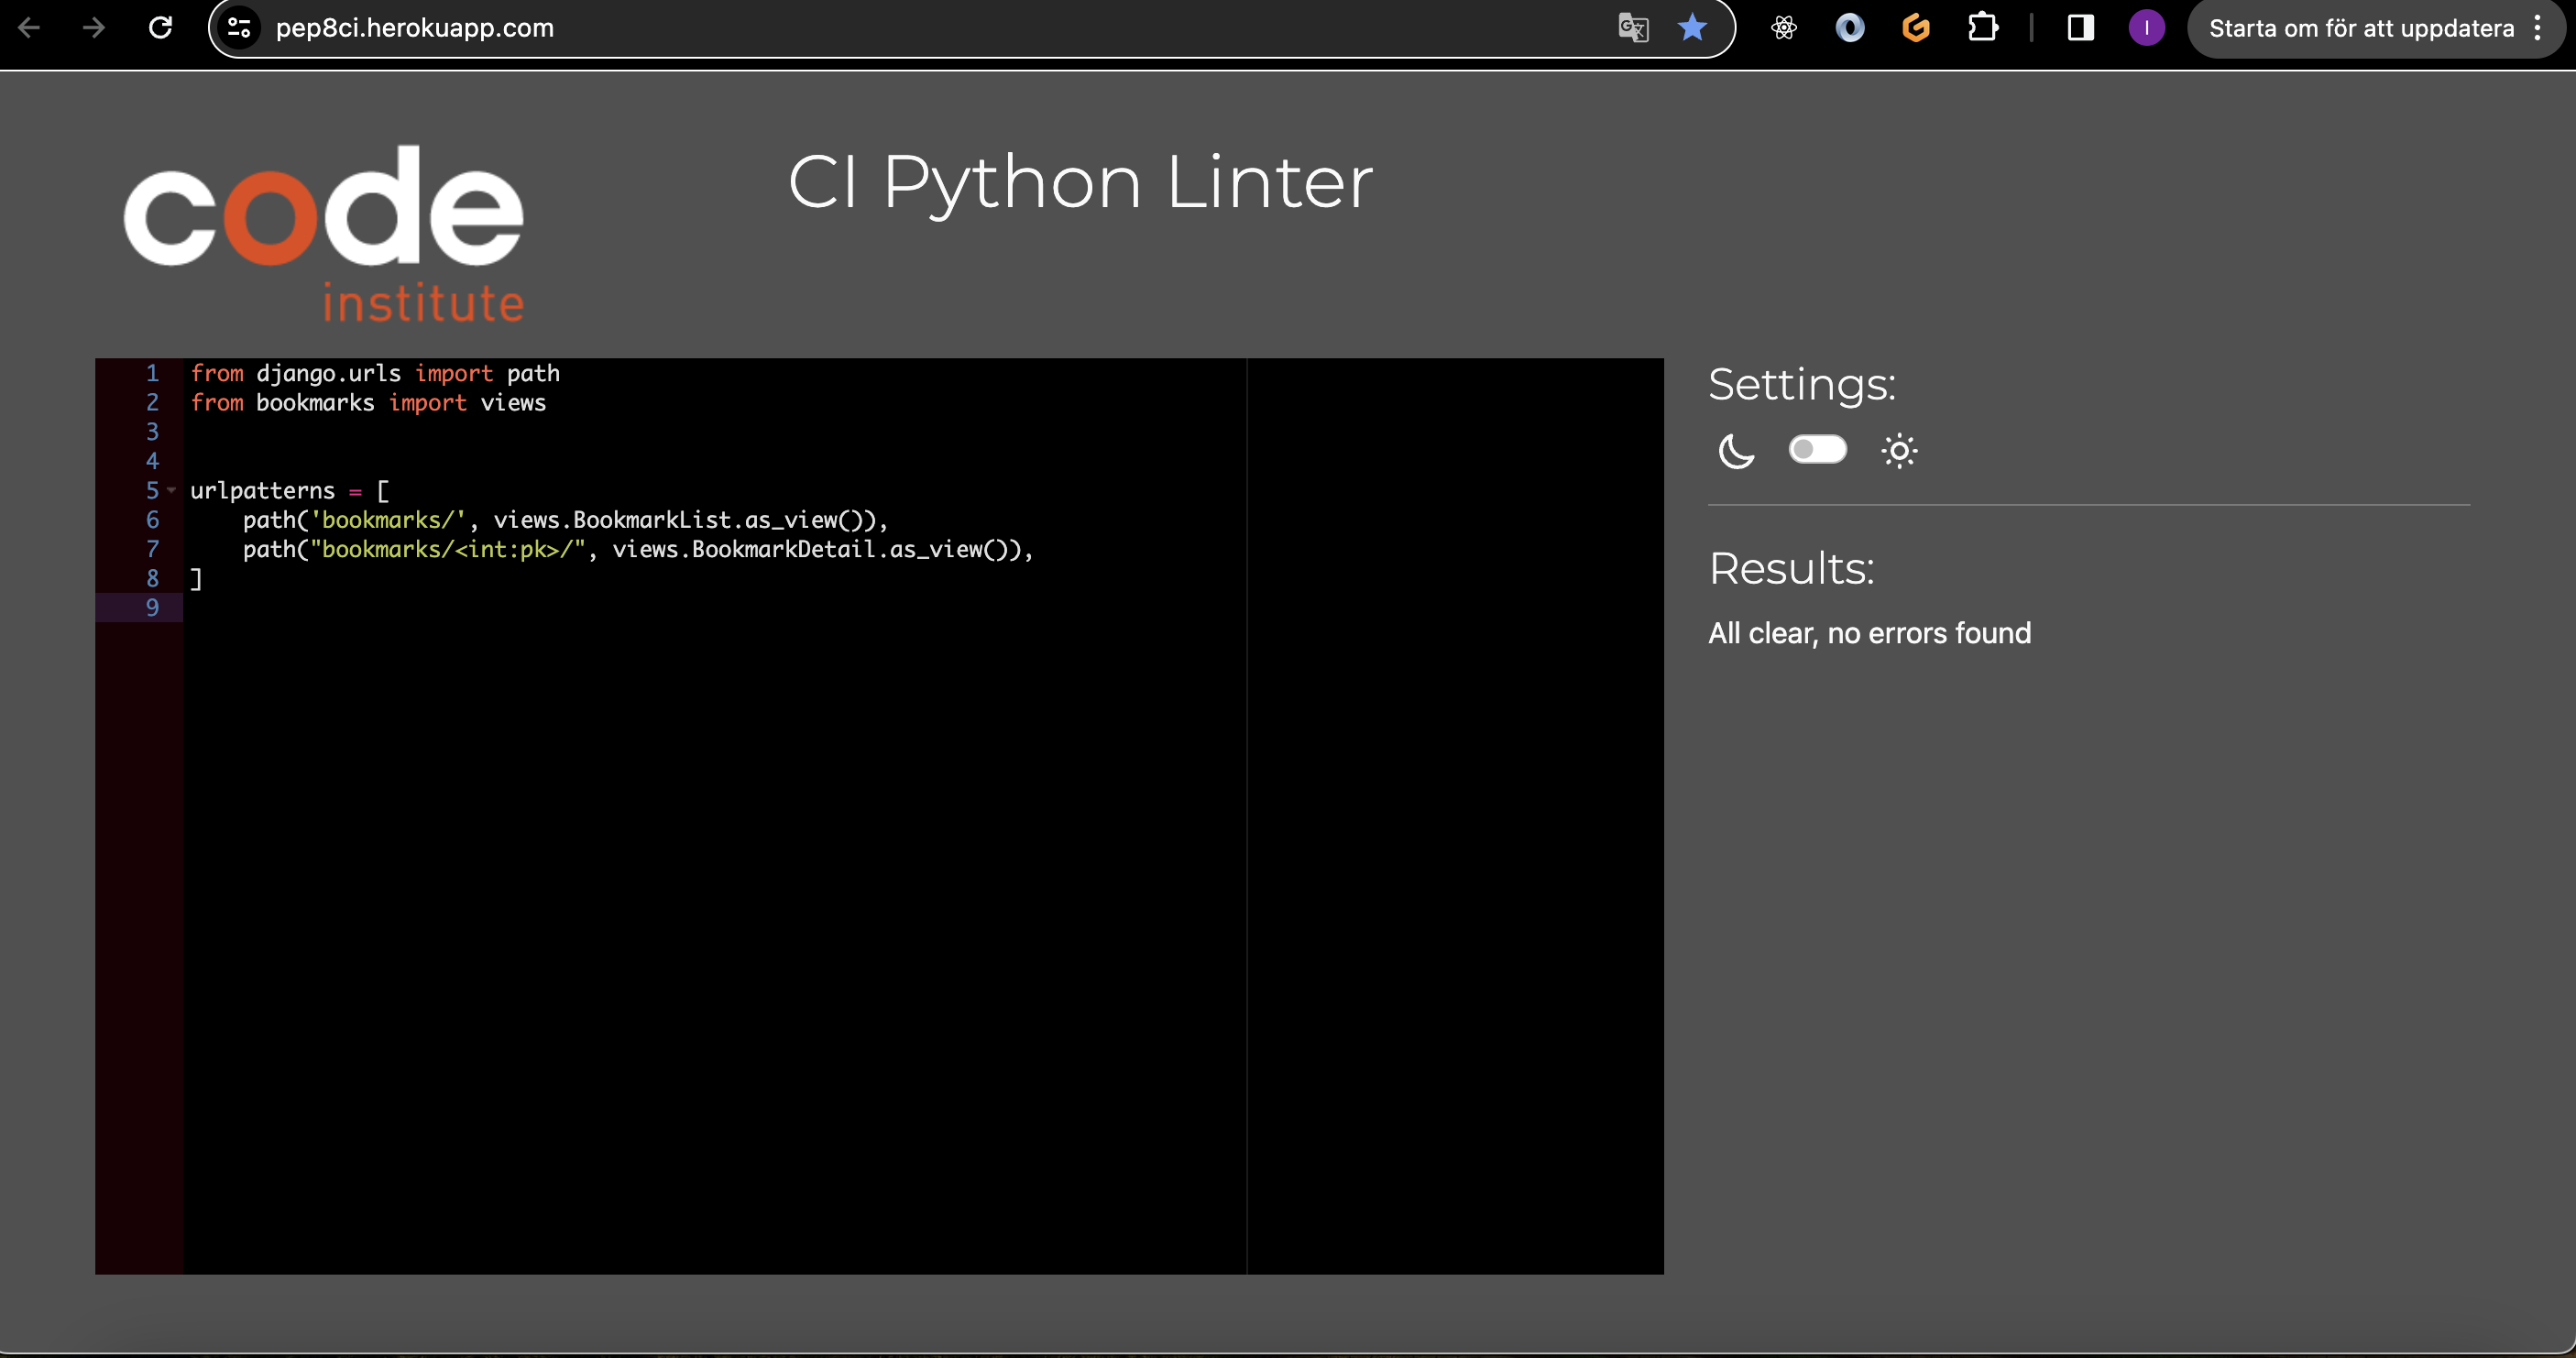 pep8ci.herokuapp.com
I
Starta om för att uppdatera
code
institute
CI Python Linter
1 from django.urls import path
2 from bookmarks import views
3
4
5 urlpatterns = [
6     path('bookmarks/', views.BookmarkList.as_view()),
7     path("bookmarks/<int:pk>/", views.BookmarkDetail.as_view()),
8 ]
9
Settings:
Results:
All clear, no errors found